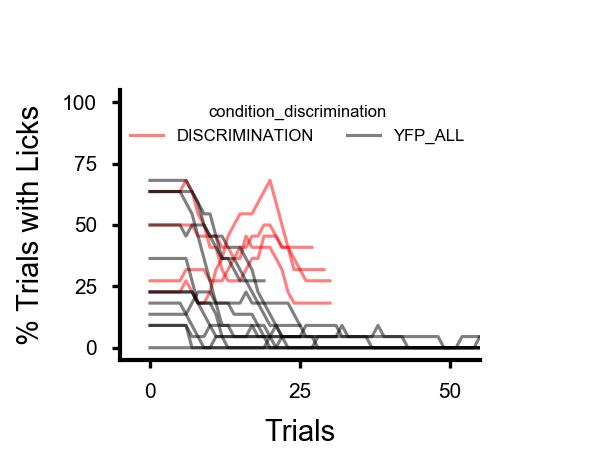 100
condition_discrimination
DISCRIMINATION YFP_ALL
75
50
25
0
% Trials with Licks
0 25 50
Trials